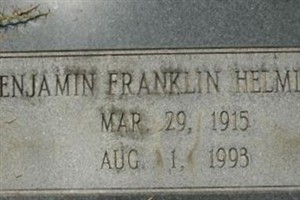 ENJAMIN FRANKLIN HELMI
MAR. 29, 1915
AUG. 1, 1993